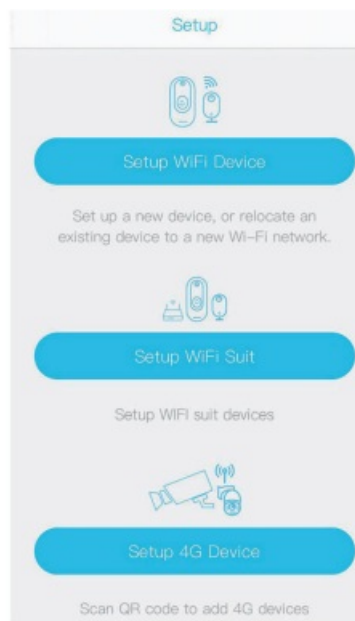 Setup
Setup WiFi Device
Set up a new device, or relocate an
existing device to a new Wi-Fi network.
Setup WiFi Suit
Setup WIFI suit devices
Setup 4G Device
Scan QR code to add 4G devices